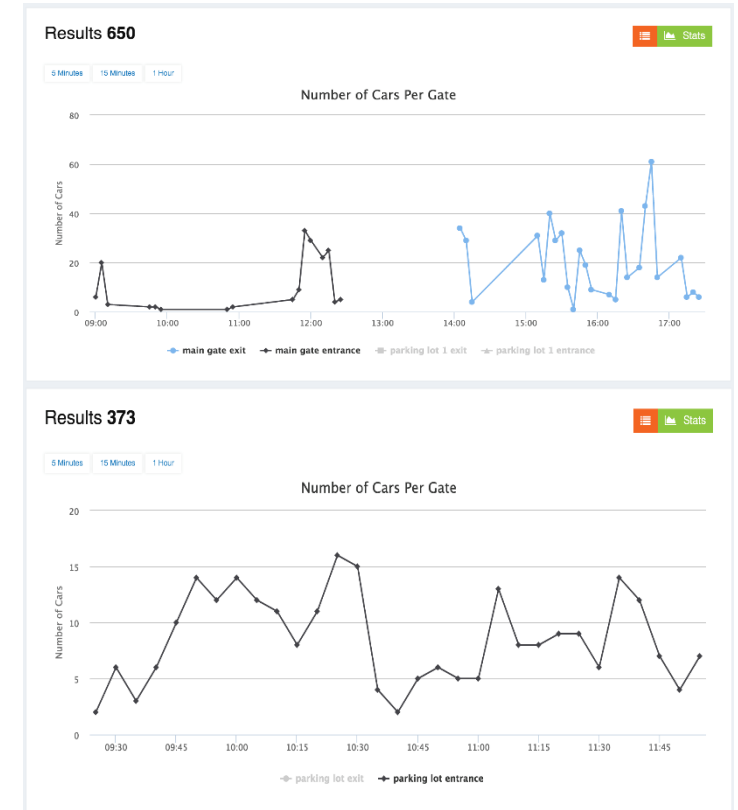 Results 650
Stats
5 Minutes 15 Minutes 1 Hour
Number of Cars Per Gate
80
60
40
20
0
Number of Cars
09:00 10:00 11:00 12:00 13:00 14:00 15:00 16:00 17:00
main gate exit main gate entrance parking lot 1 exit parking lot 1 entrance
Results 373
Stats
5 Minutes 15 Minutes 1 Hour
Number of Cars Per Gate
20
15
10
5
0
Number of Cars
09:30 09:45 10:00 10:15 10:30 10:45 11:00 11:15 11:30 11:45
parking lot exit parking lot entrance